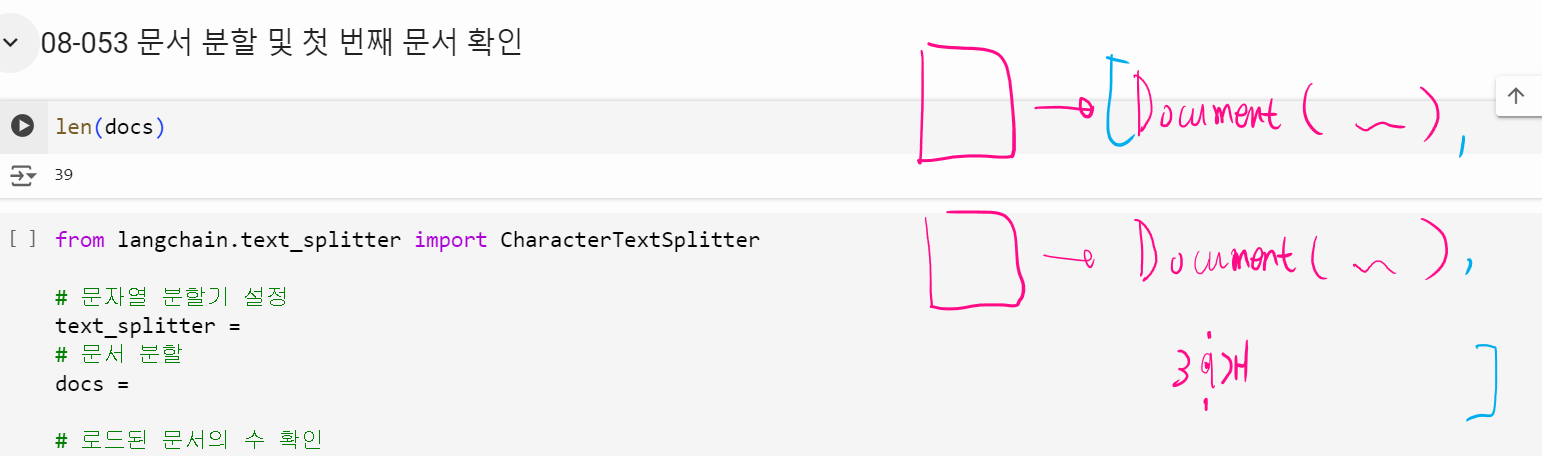 08-053 문서 분할 및 첫 번째 문서 확인
len(docs)
39
[ ] from langchain.text_splitter import CharacterTextSplitter
# 문자열 분할기 설정
text_splitter =
# 문서 분할
docs =
# 로드된 문서의 수 확인
[Document( ~ ),
Document( ~ ),
39개
]